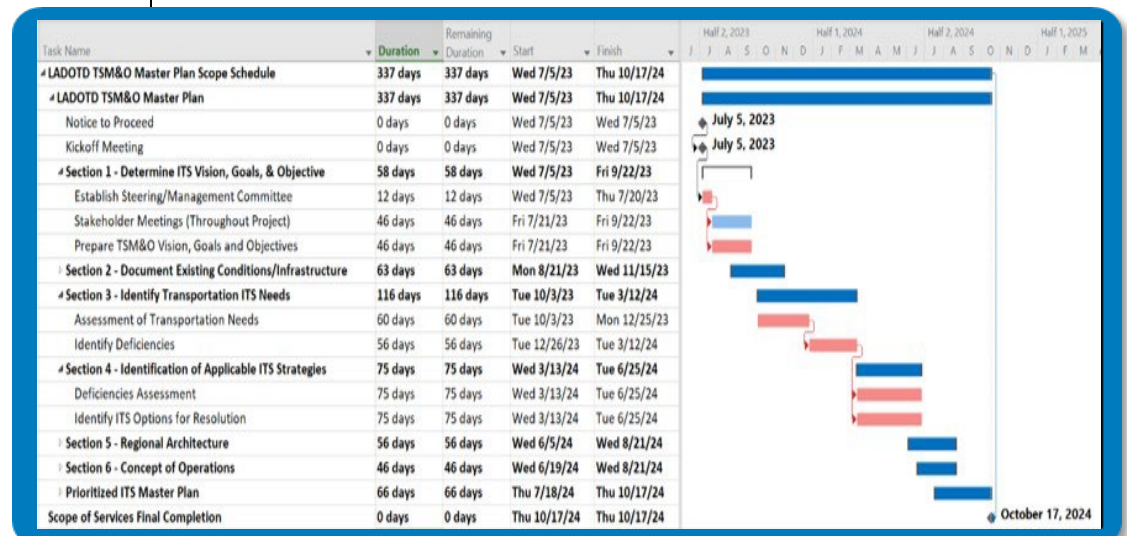 Half 2, 2023 Half 1, 2024 Half 2, 2024 Half 1, 2025
Task Name Duration Remaining Duration Start Finish J J A S O N D J F M A M J J A S O N D J F M
LADOTD TSM&O Master Plan Scope Schedule 337 days 337 days Wed 7/5/23 Thu 10/17/24
LADOTD TSM&O Master Plan 337 days 337 days Wed 7/5/23 Thu 10/17/24
Notice to Proceed 0 days 0 days Wed 7/5/23 Wed 7/5/23 July 5, 2023
Kickoff Meeting 0 days 0 days Wed 7/5/23 Wed 7/5/23 July 5, 2023
Section 1 - Determine ITS Vision, Goals, & Objective 58 days 58 days Wed 7/5/23 Fri 9/22/23
Establish Steering/Management Committee 12 days 12 days Wed 7/5/23 Thu 7/20/23
Stakeholder Meetings (Throughout Project) 46 days 46 days Fri 7/21/23 Fri 9/22/23
Prepare TSM&O Vision, Goals and Objectives 46 days 46 days Fri 7/21/23 Fri 9/22/23
Section 2 - Document Existing Conditions/Infrastructure 63 days 63 days Mon 8/21/23 Wed 11/15/23
Section 3 - Identify Transportation ITS Needs 116 days 116 days Tue 10/3/23 Tue 3/12/24
Assessment of Transportation Needs 60 days 60 days Tue 10/3/23 Mon 12/25/23
Identify Deficiencies 56 days 56 days Tue 12/26/23 Tue 3/12/24
Section 4 - Identification of Applicable ITS Strategies 75 days 75 days Wed 3/13/24 Tue 6/25/24
Deficiencies Assessment 75 days 75 days Wed 3/13/24 Tue 6/25/24
Identify ITS Options for Resolution 75 days 75 days Wed 3/13/24 Tue 6/25/24
Section 5 - Regional Architecture 56 days 56 days Wed 6/5/24 Wed 8/21/24
Section 6 - Concept of Operations 46 days 46 days Wed 6/19/24 Wed 8/21/24
Prioritized ITS Master Plan 66 days 66 days Thu 7/18/24 Thu 10/17/24
Scope of Services Final Completion 0 days 0 days Thu 10/17/24 Thu 10/17/24 October 17, 2024